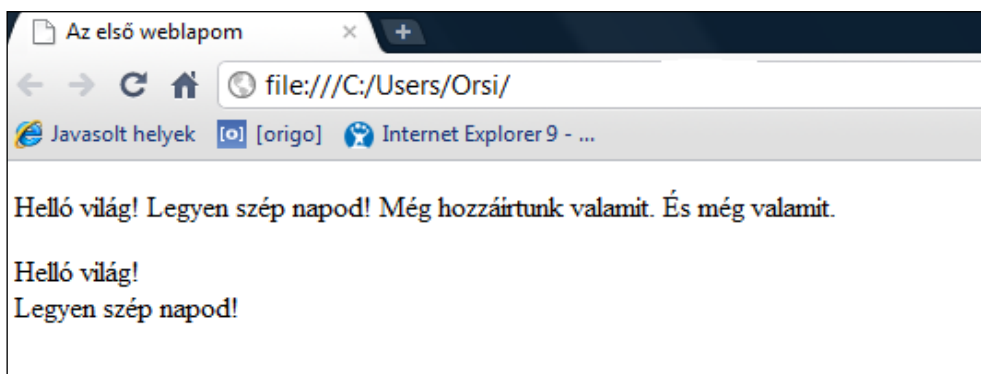 Az első weblapom
file:///C:/Users/Orsi/
Javasolt helyek [o] [origo] Internet Explorer 9 - ...
Helló világ! Legyen szép napod! Még hozzáírtunk valamit. És még valamit.
Helló világ!
Legyen szép napod!